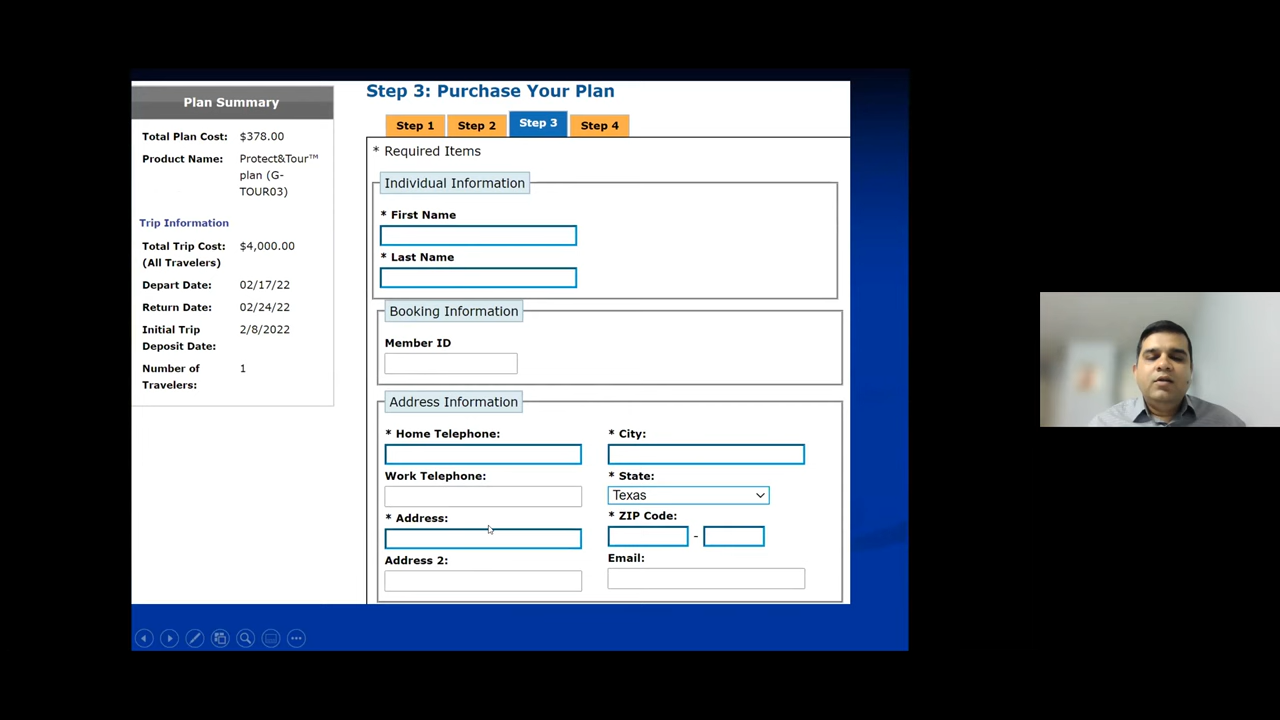 Plan Summary
Total Plan Cost: $378.00
Product Name: Protect&Tour™
plan (G-
TOUR03)
Trip Information
Total Trip Cost: $4,000.00
(All Travelers)
Depart Date: 02/17/22
Return Date: 02/24/22
Initial Trip 2/8/2022
Deposit Date:
Number of 1
Travelers:
Step 3: Purchase Your Plan
Step 1 Step 2 Step 3 Step 4
* Required Items
Individual Information
* First Name
* Last Name
Booking Information
Member ID
Address Information
* Home Telephone:
Work Telephone:
* Address:
Address 2:
* City:
* State:
Texas
* ZIP Code:
-
Email: